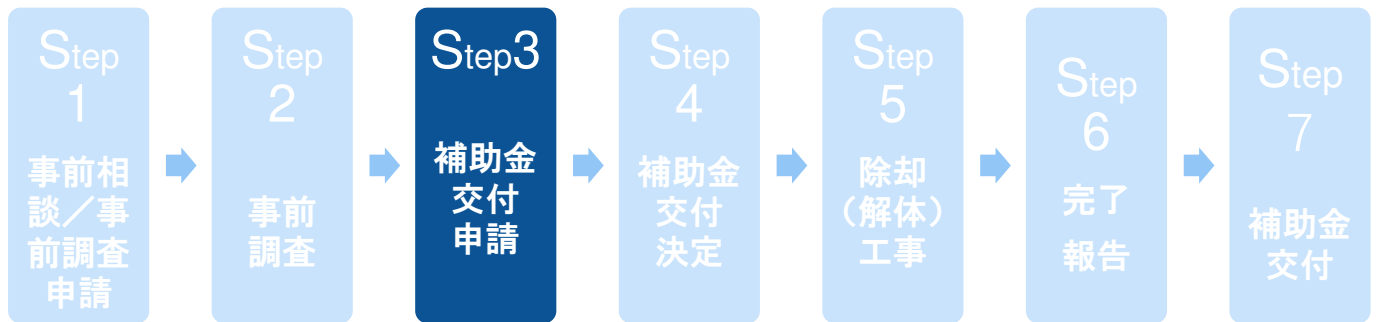 Step
1
事前相
談／事
前調査
申請
Step
2
事前
調査
Step3
補助金
交付
申請
Step
4
補助金
交付
決定
Step
5
除却
（解体）
工事
Step
6
完了
報告
Step
7
補助金
交付